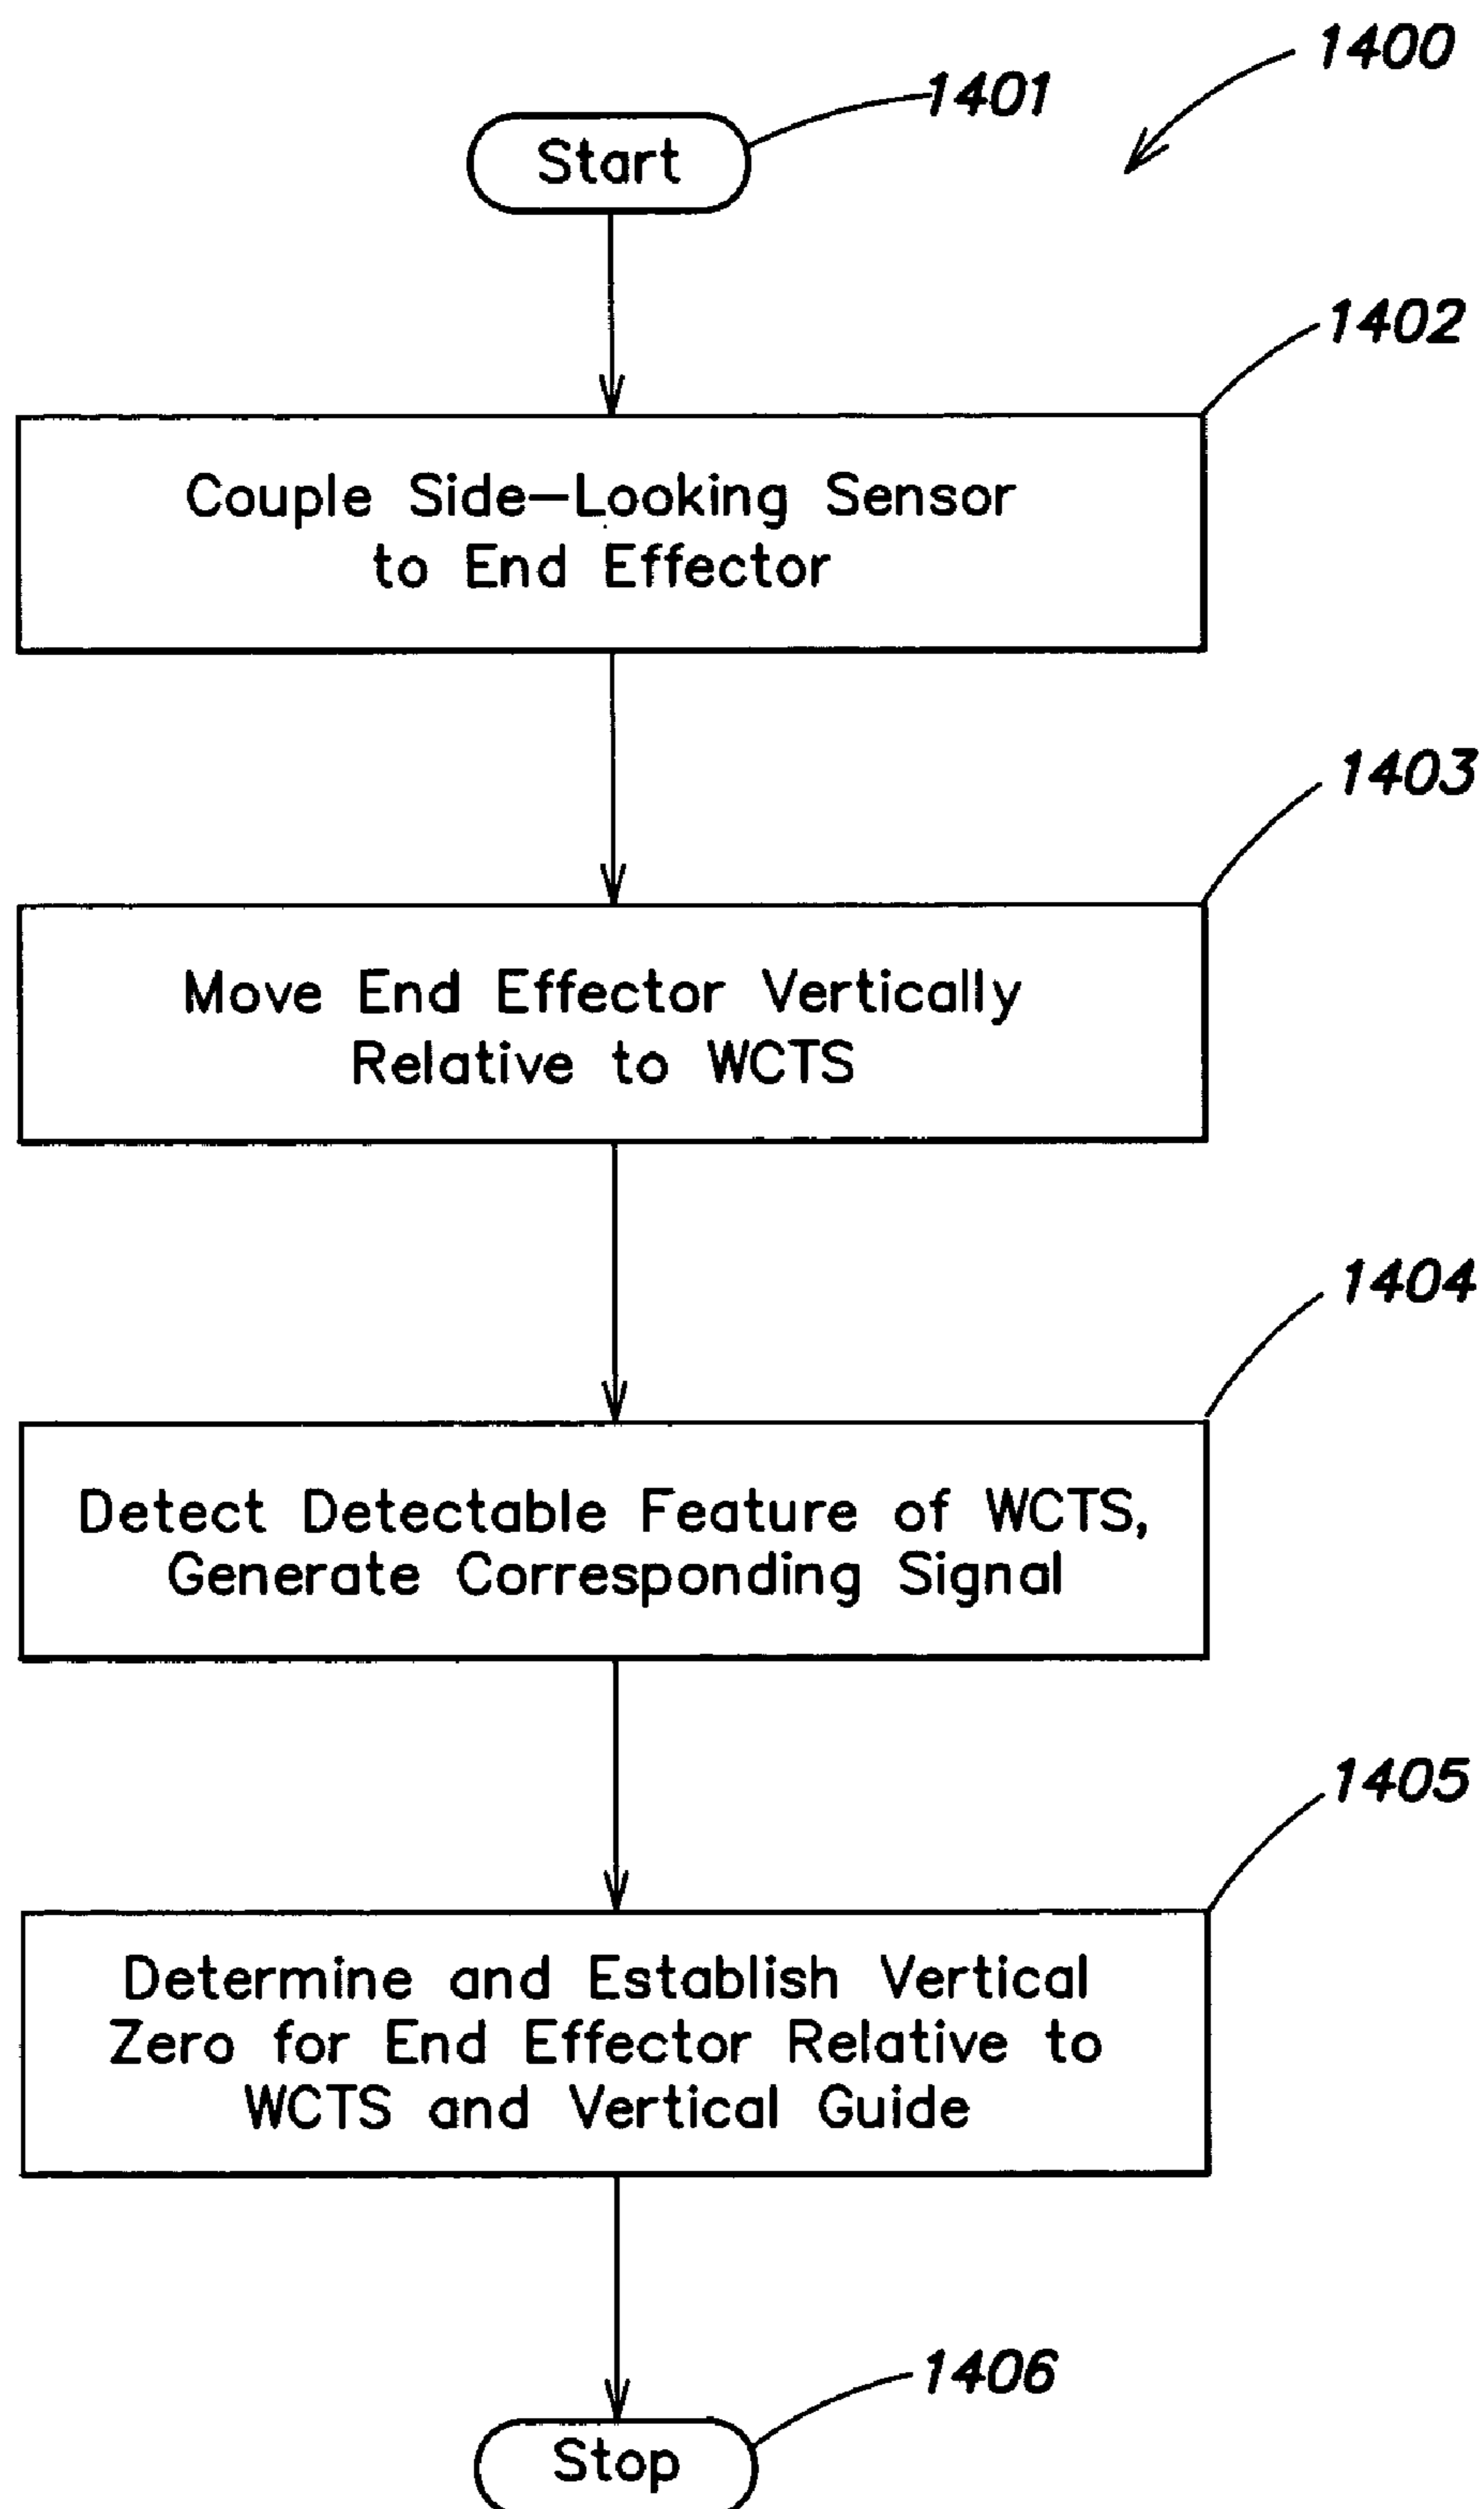 1400
1401
Start
1402
Couple Side-Looking Sensor
to End Effector
1403
Move End Effector Vertically
Relative to WCTS
1404
Detect Detectable Feature of WCTS,
Generate Corresponding Signal
1405
Determine and Establish Vertical
Zero for End Effector Relative to
WCTS and Vertical Guide
1406
Stop